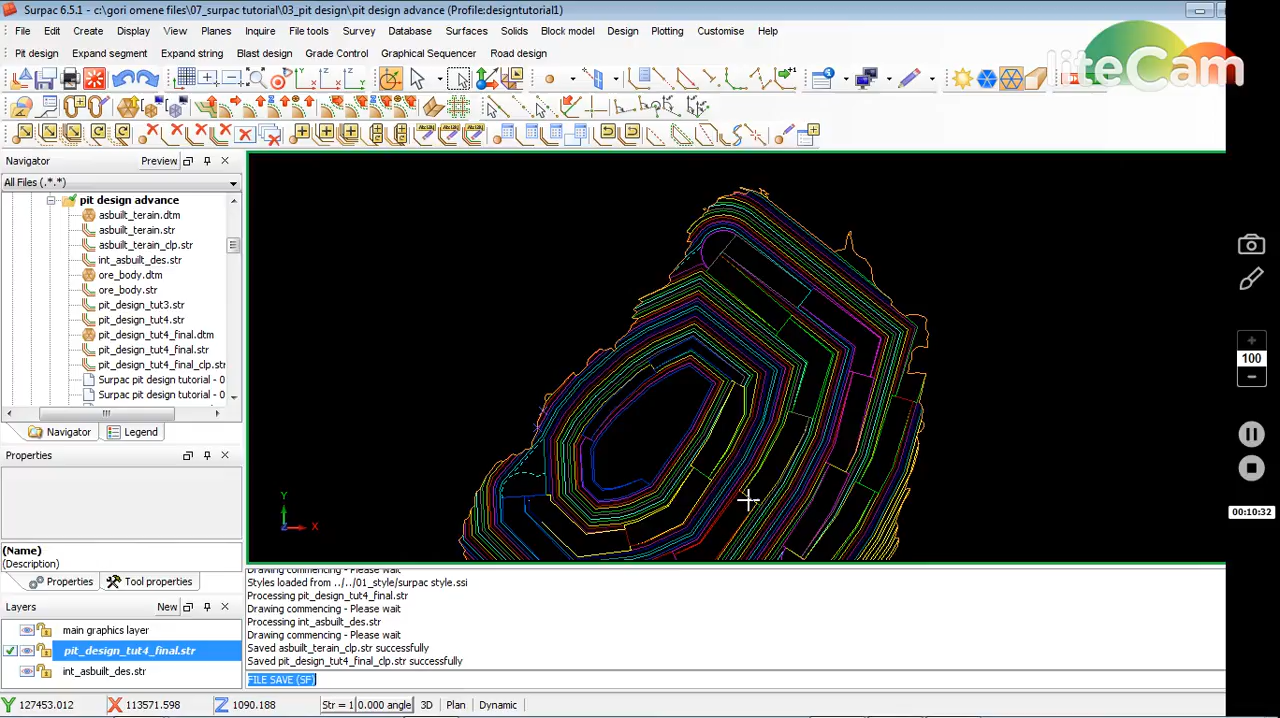 Surpac 6.5.1 - c:\gori omene files\07_surpac tutorial\03_pit design\pit design advance (Profile:designtutorial1)
File Edit Create Display View Planes Inquire File tools Survey Database Surfaces Solids Block model Design Plotting Customise Help
Pit design Expand segment Expand string Blast design Grade Control Graphical Sequencer Road design
liteCam
Navigator Preview
All Files (*.*)
pit design advance
asbuilt_terain.dtm
asbuilt_terain.str
asbuilt_terain_clp.str
int_asbuilt_des.str
ore_body.dtm
ore_body.str
pit_design_tut3.str
pit_design_tut4.str
pit_design_tut4_final.dtm
pit_design_tut4_final.str
pit_design_tut4_final_clp.str
Surpac pit design tutorial - 0
Surpac pit design tutorial - 0
Navigator Legend
Properties
(Name)
(Description)
Properties Tool properties
Layers New
main graphics layer
pit_design_tut4_final.str
int_asbuilt_des.str
Y
Z X
Drawing commencing - Please wait
Styles loaded from ../../01_style/surpac style.ssi
Processing pit_design_tut4_final.str
Drawing commencing - Please wait
Processing int_asbuilt_des.str
Drawing commencing - Please wait
Saved asbuilt_terain_clp.str successfully
Saved pit_design_tut4_final_clp.str successfully
FILE SAVE (SF)
Y 127453.012 X 113571.598 Z 1090.188 Str = 1 0.000 angle 3D Plan Dynamic
100
00:10:32